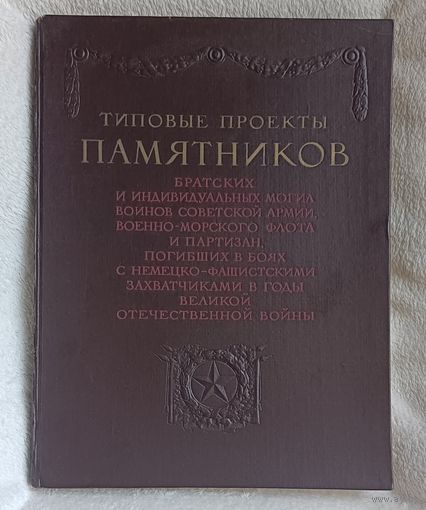 ТИПОВЫЕ ПРОЕКТЫ
ПАМЯТНИКОВ
БРАТСКИХ
И ИНДИВИДУАЛЬНЫХ МОГИЛ
ВОИНОВ СОВЕТСКОЙ АРМИИ,
ВОЕННО-МОРСКОГО ФЛОТА
И ПАРТИЗАН,
ПОГИБШИХ В БОЯХ
С НЕМЕЦКО-ФАШИСТСКИМИ
ЗАХВАТЧИКАМИ В ГОДЫ
ВЕЛИКОЙ
ОТЕЧЕСТВЕННОЙ ВОЙНЫ